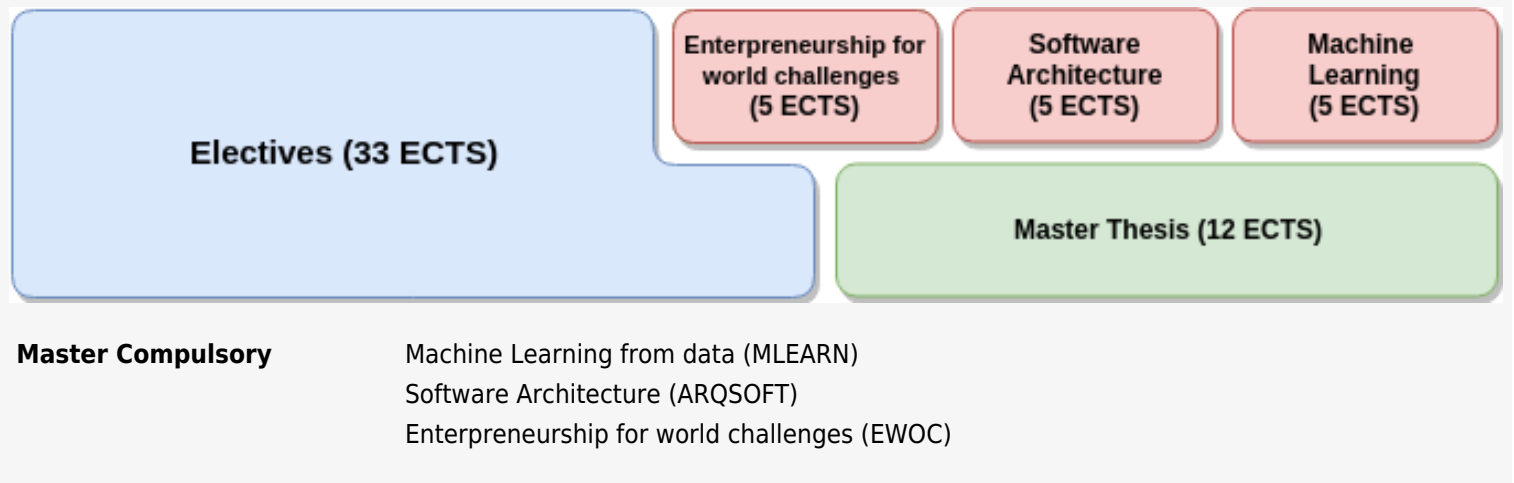 Electives (33 ECTS)
Enterpreneurship for
world challenges
(5 ECTS)
Software
Architecture
(5 ECTS)
Machine
Learning
(5 ECTS)
Master Thesis (12 ECTS)
Master Compulsory
Machine Learning from data (MLEARN)
Software Architecture (ARQSOFT)
Enterpreneurship for world challenges (EWOC)